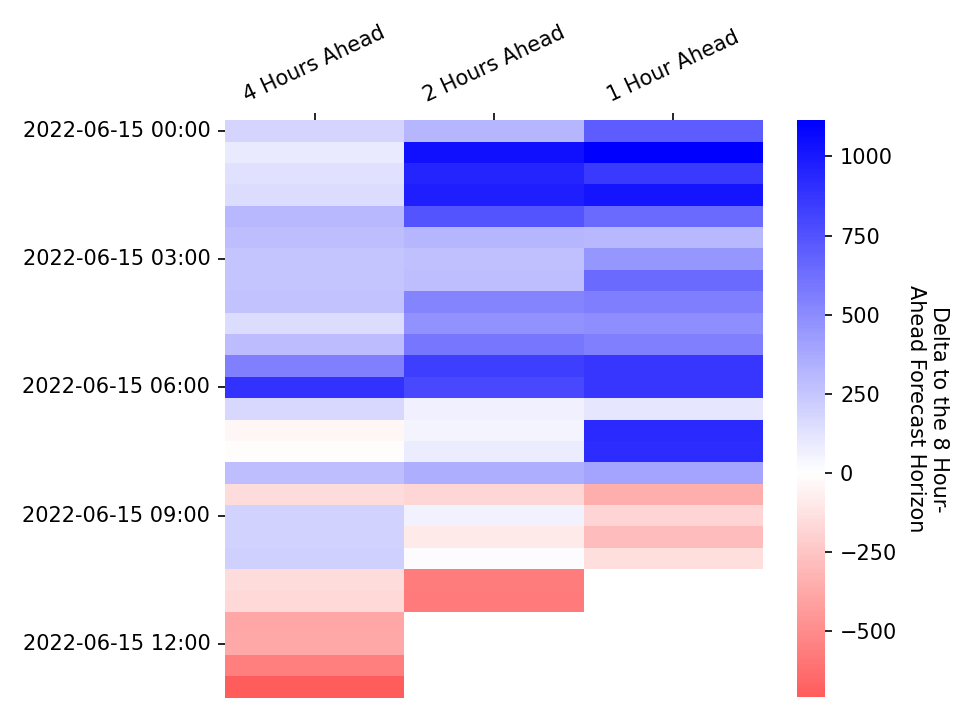 4 Hours Ahead
2 Hours Ahead
1 Hour Ahead
2022-06-15 00:00
2022-06-15 03:00
2022-06-15 06:00
2022-06-15 09:00
2022-06-15 12:00
1000
750
500
250
0
−250
−500
Delta to the 8 Hour-
Ahead Forecast Horizon